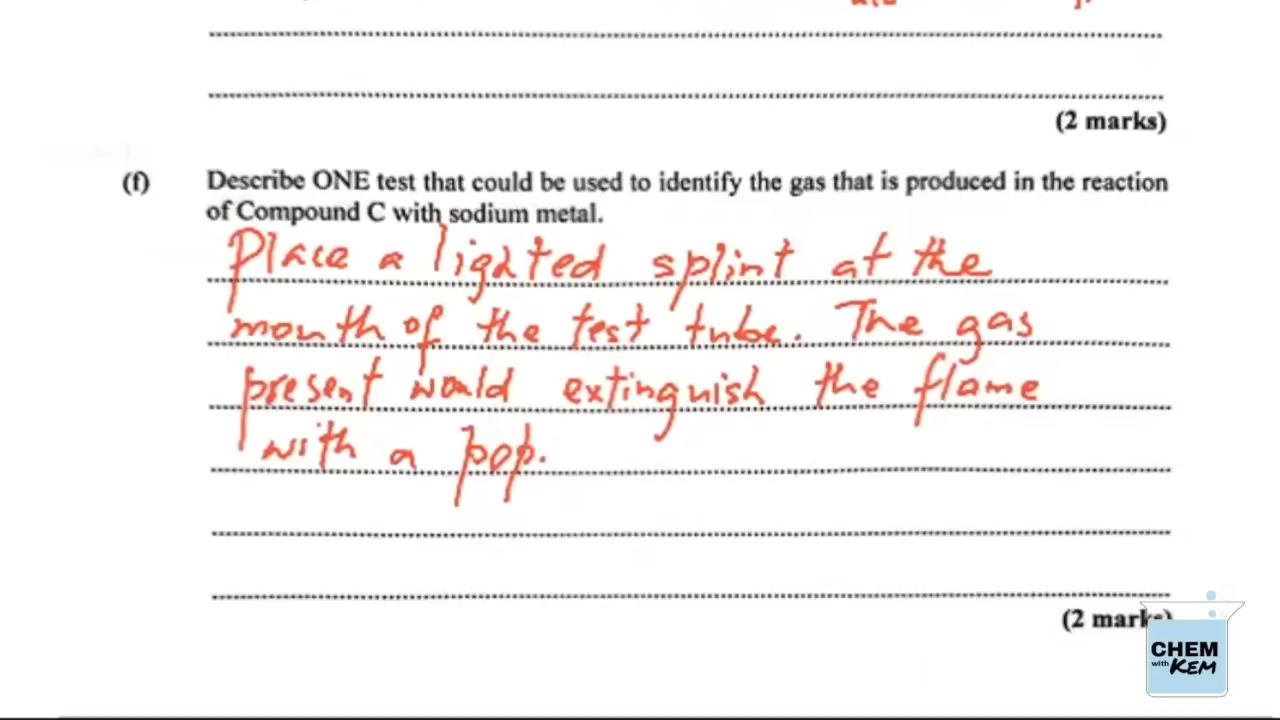 (2 marks)
(f) Describe ONE test that could be used to identify the gas that is produced in the reaction
of Compound C with sodium metal.
Place a lighted splint at the
mouth of the test tube. The gas
present would extinguish the flame
with a pop.
(2 marks)
CHEM
with KEM